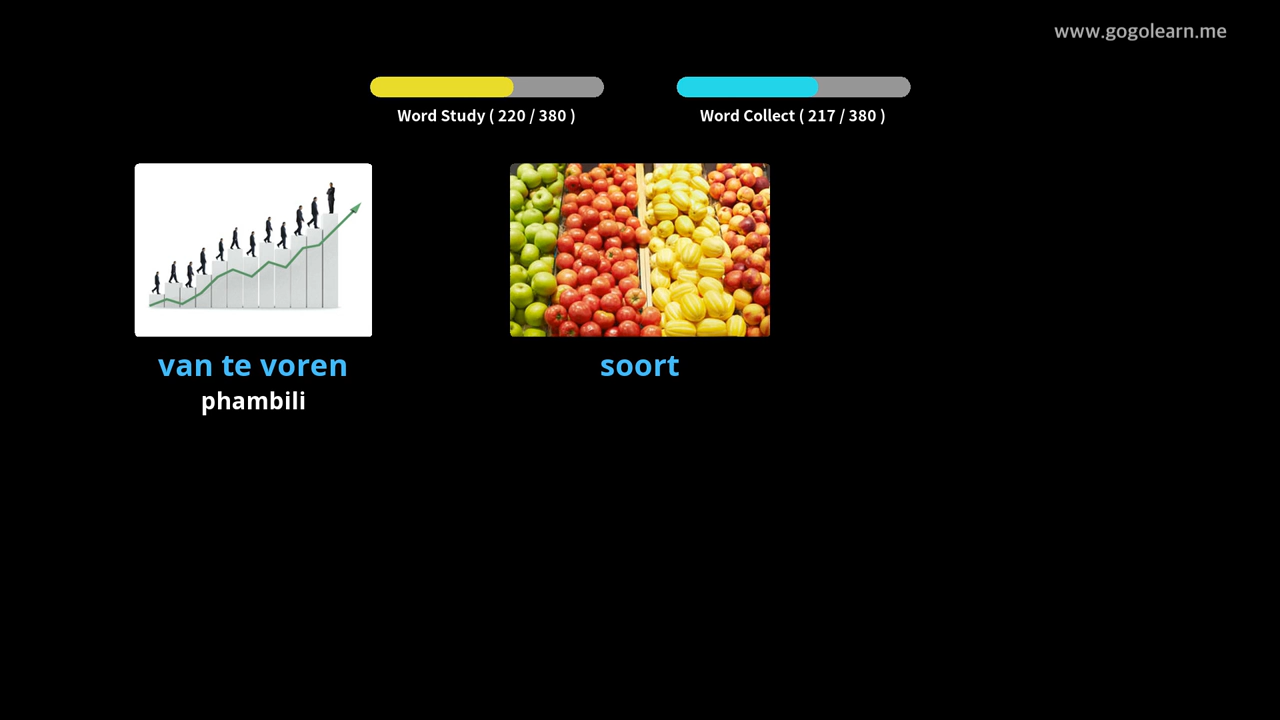 www.gogolearn.me
Word Study ( 220 / 380 )
Word Collect ( 217 / 380 )
van te voren
phambili
soort